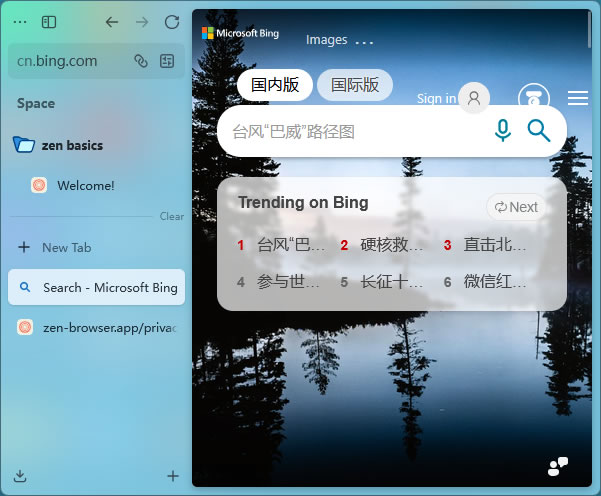 cn.bing.com
Space
zen basics
Welcome!
Clear
New Tab
Search - Microsoft Bing
zen-browser.app/privac
Microsoft Bing
Images ...
国内版 国际版
Sign in
台风“巴威”路径图
Trending on Bing
Next
1 台风“巴... 2 硬核救... 3 直击北...
4 参与世... 5 长征十... 6 微信红...